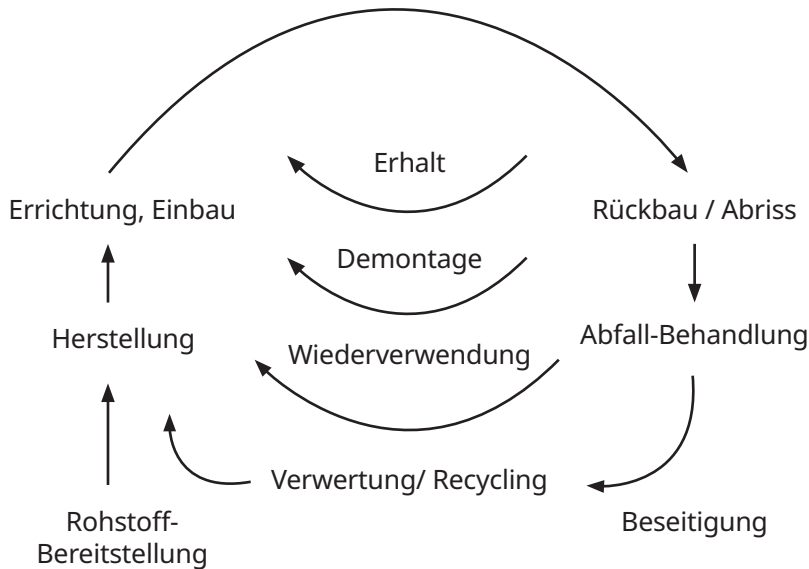 Erhalt
Errichtung, Einbau
Rückbau / Abriss
Demontage
Herstellung
Wiederverwendung
Abfall-Behandlung
Verwertung/ Recycling
Rohstoff-
Bereitstellung
Beseitigung